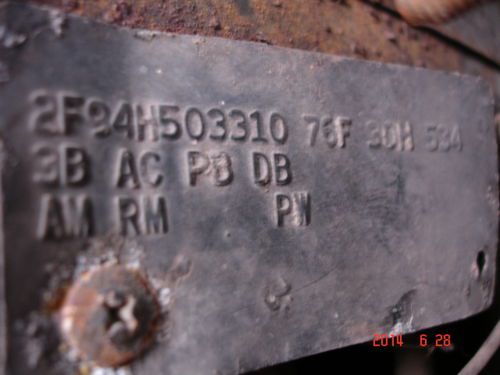 2F94H503310 76F 30H 534
3B AC PB DB
AM RM PW
2014 6 28